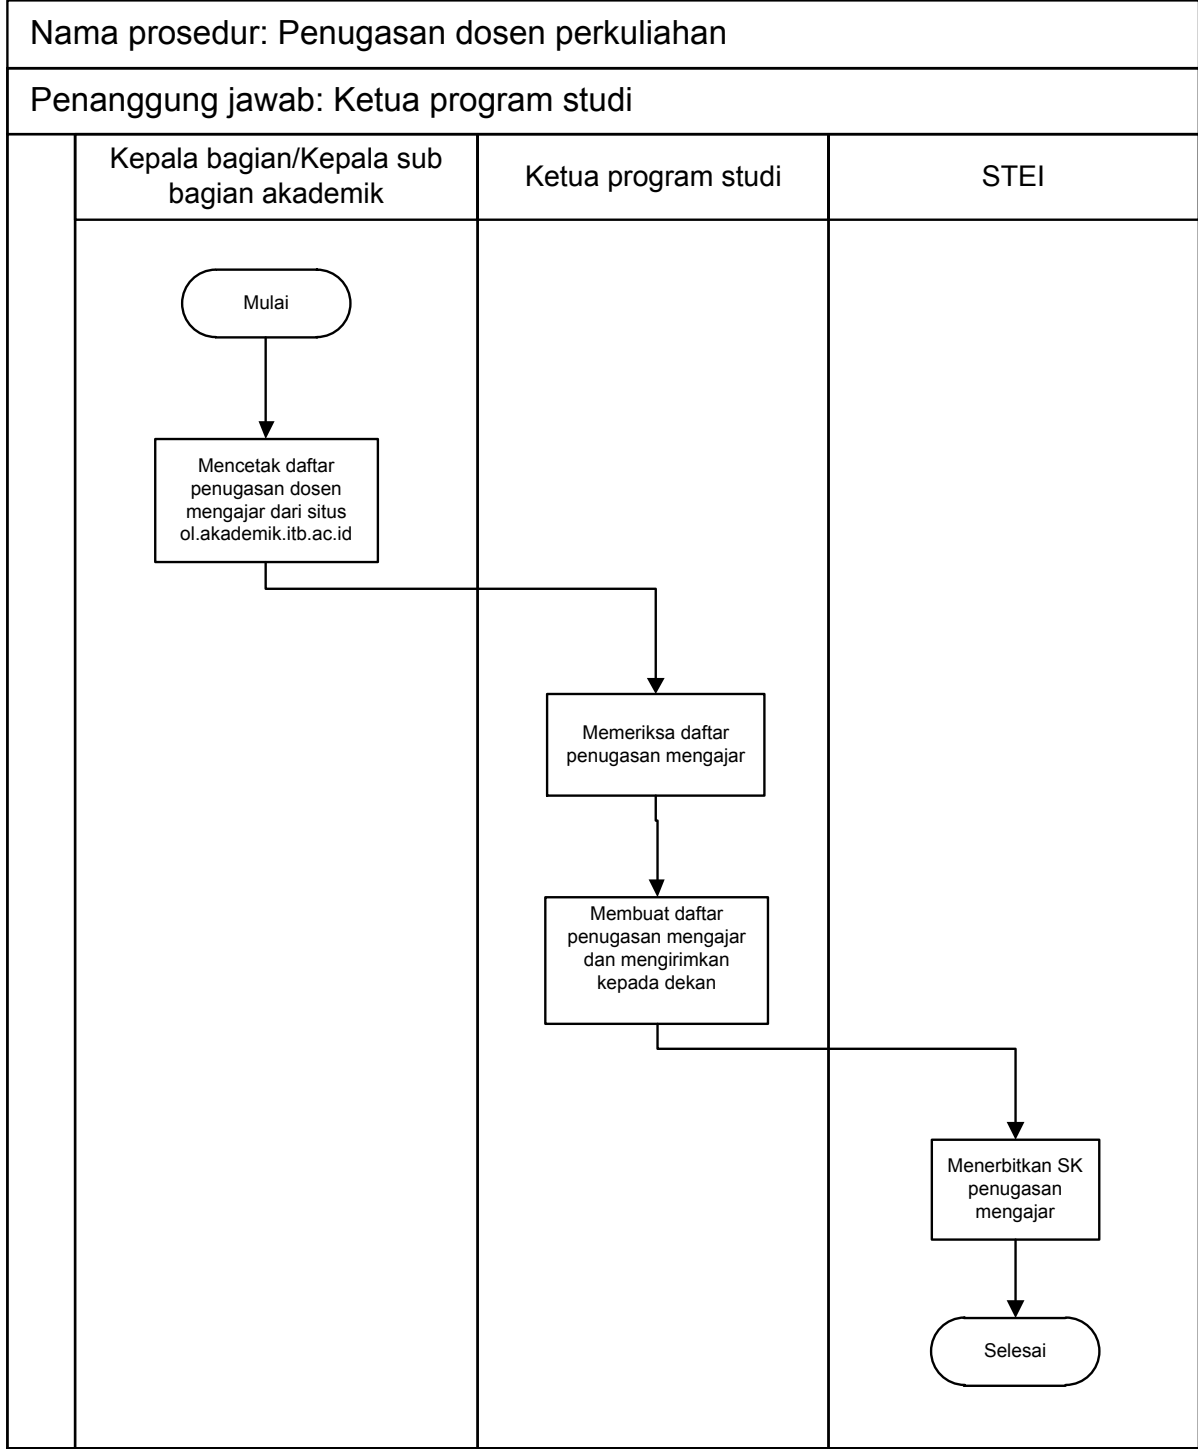 Nama prosedur: Penugasan dosen perkuliahan
Penanggung jawab: Ketua program studi
Kepala bagian/Kepala sub
bagian akademik
Ketua program studi
STEI
Mulai
Mencetak daftar
penugasan dosen
mengajar dari situs
ol.akademik.itb.ac.id
Memeriksa daftar
penugasan mengajar
Membuat daftar
penugasan mengajar
dan mengirimkan
kepada dekan
Menerbitkan SK
penugasan
mengajar
Selesai